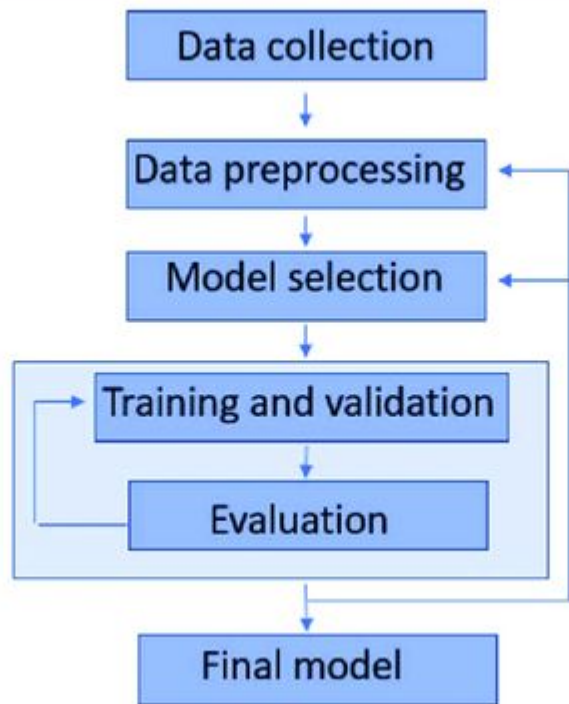 Data collection
Data preprocessing
Model selection
Training and validation
Evaluation
Final model